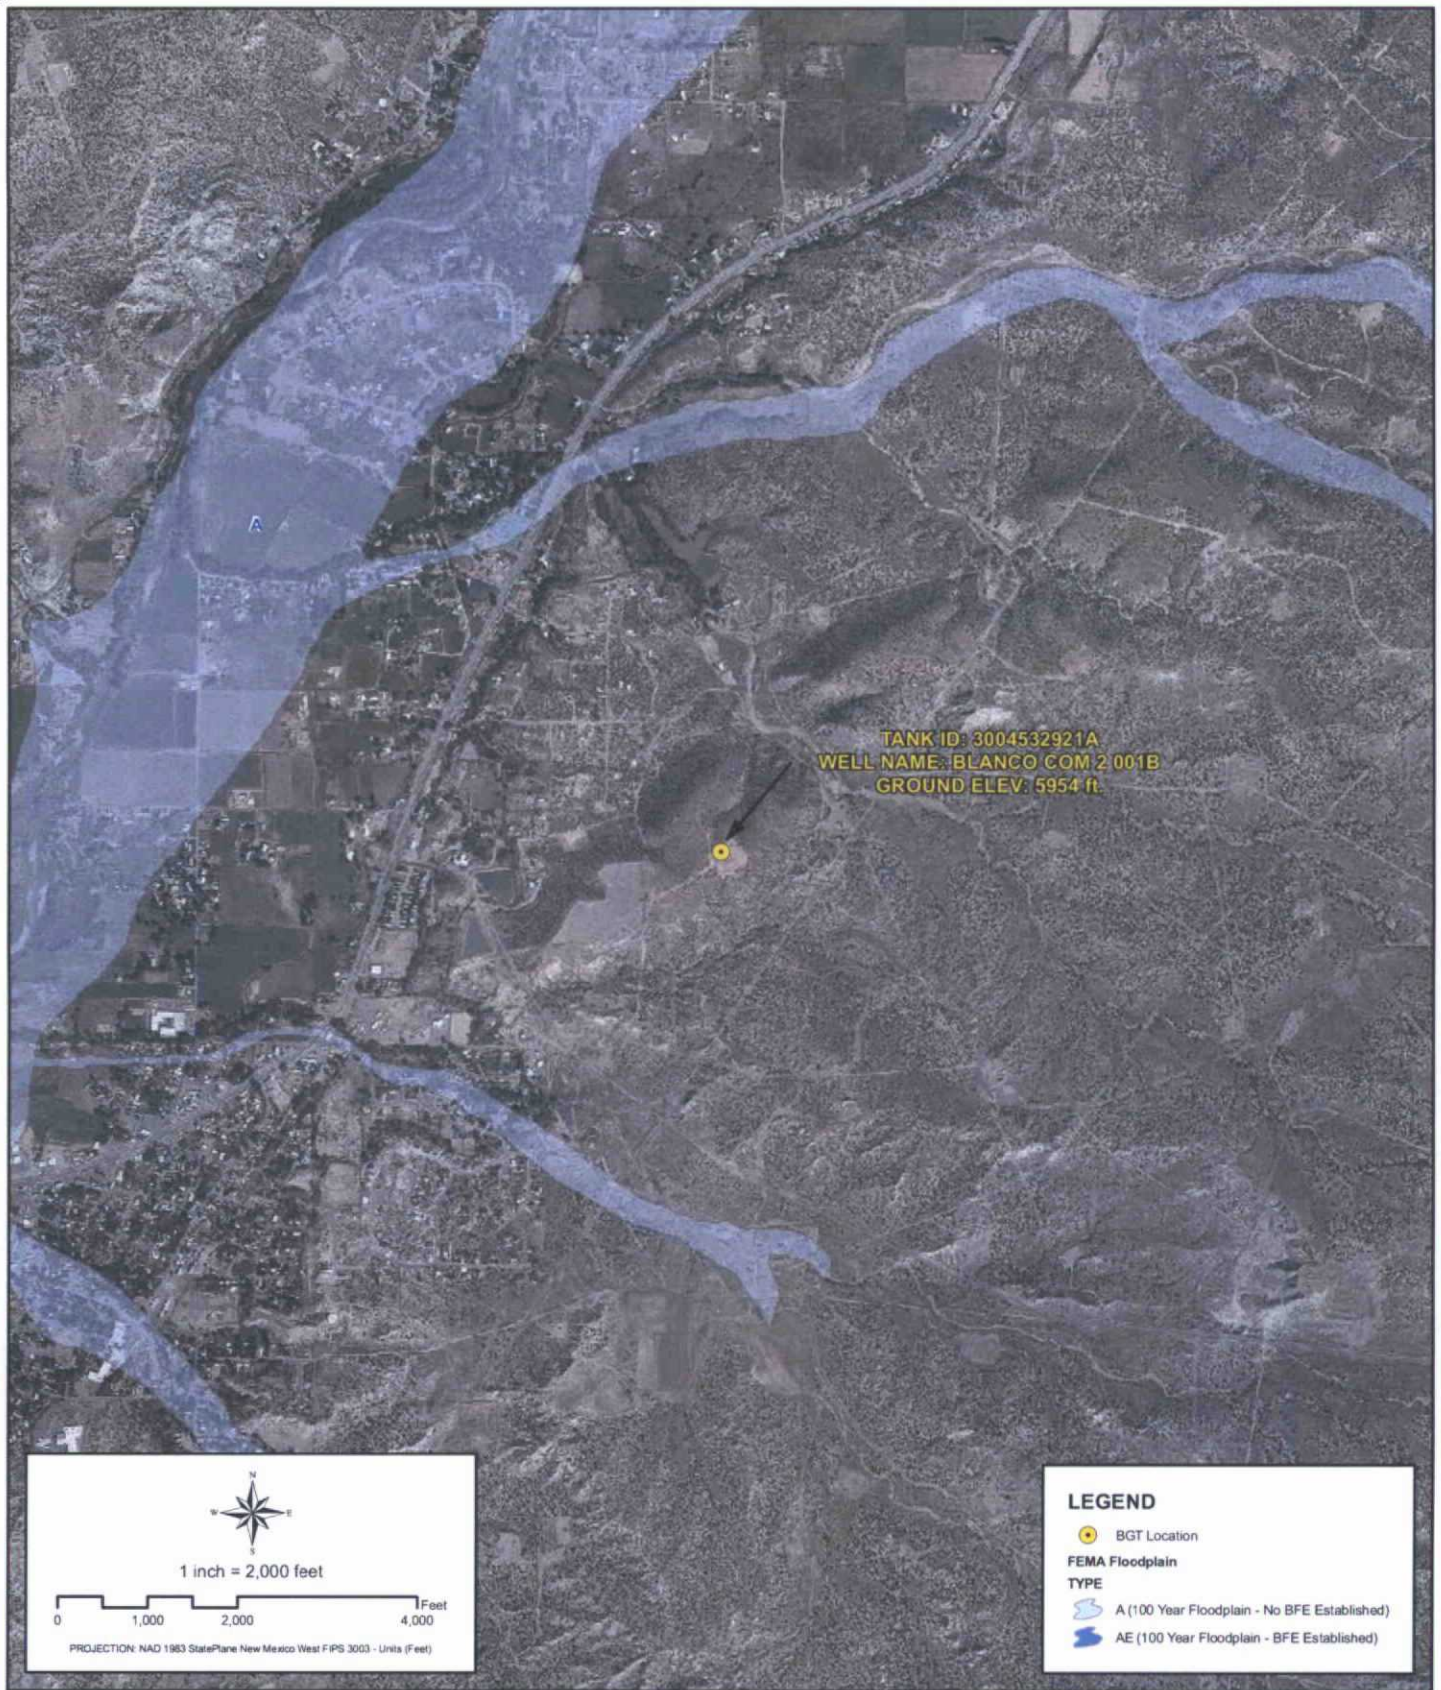 A
TANK ID: 3004532921A
WELL NAME: BLANCO COM 2 001B
GROUND ELEV: 5954 ft.
N
W E
S
1 inch = 2,000 feet
Feet
0 1,000 2,000 4,000
PROJECTION: NAD 1983 StatePlane New Mexico West FIPS 3003 - Units (Feet)
LEGEND
BGT Location
FEMA Floodplain
TYPE
A (100 Year Floodplain - No BFE Established)
AE (100 Year Floodplain - BFE Established)